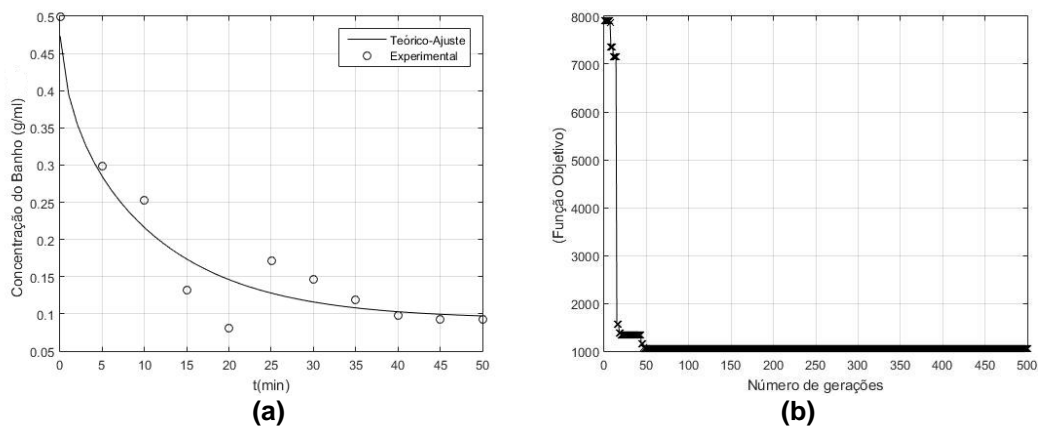 Concentração do Banho (g/ml)
0.5
0.45
0.4
0.35
0.3
0.25
0.2
0.15
0.1
0.05
Teórico-Ajuste
Experimental
0 5 10 15 20 25 30 35 40 45 50
t(min)
(a)
(Função Objetivo)
8000
7000
6000
5000
4000
3000
2000
1000
0 50 100 150 200 250 300 350 400 450 500
Número de gerações
(b)